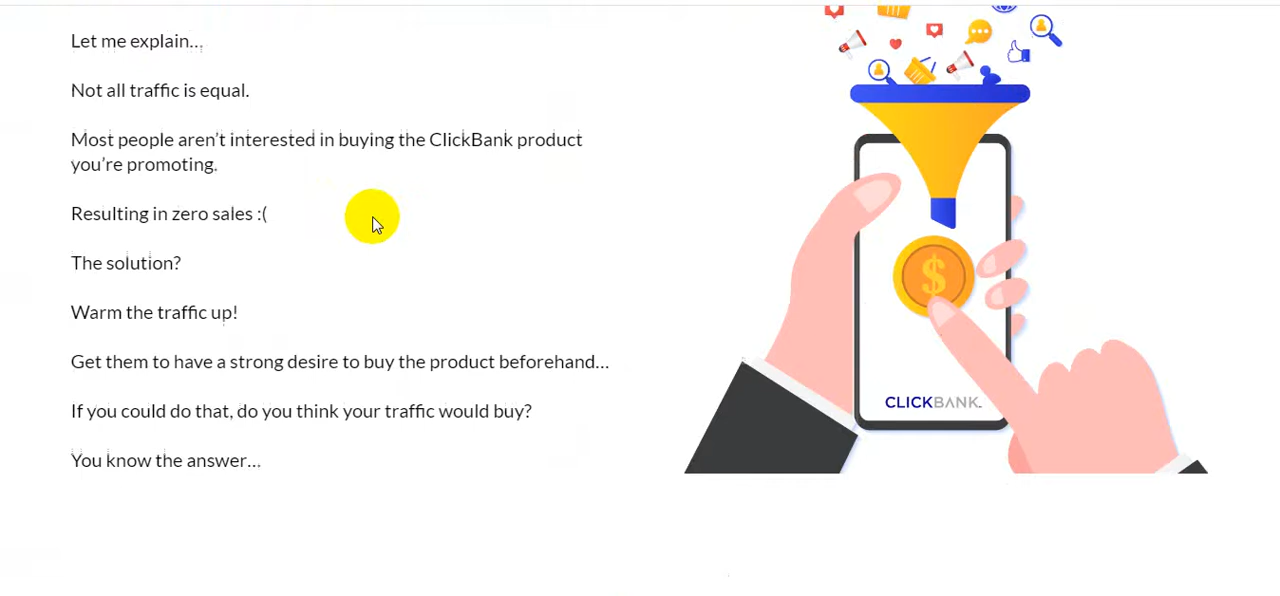 Let me explain...
Not all traffic is equal.
Most people aren't interested in buying the ClickBank product
you're promoting.
Resulting in zero sales :(
The solution?
Warm the traffic up!
Get them to have a strong desire to buy the product beforehand...
If you could do that, do you think your traffic would buy?
You know the answer...
$
CLICKBANK